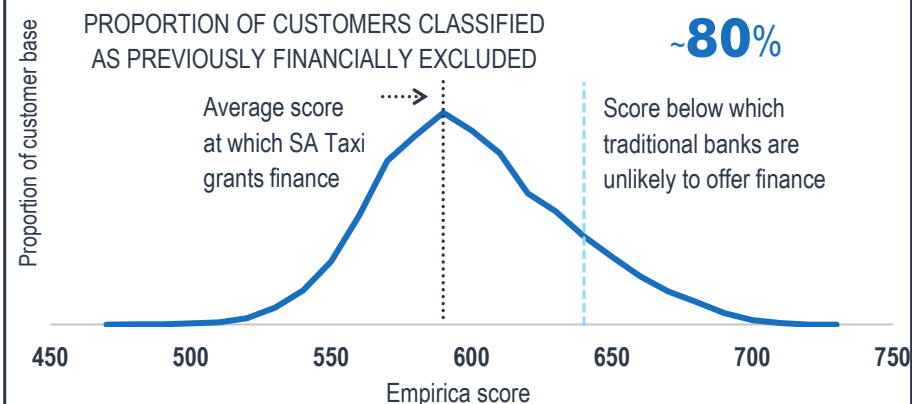 PROPORTION OF CUSTOMERS CLASSIFIED
AS PREVIOUSLY FINANCIALLY EXCLUDED
~80%
Proportion of customer base
Average score
at which SA Taxi
grants finance
Score below which
traditional banks are
unlikely to offer finance
450 500 550 600 650 700 750
Empirica score